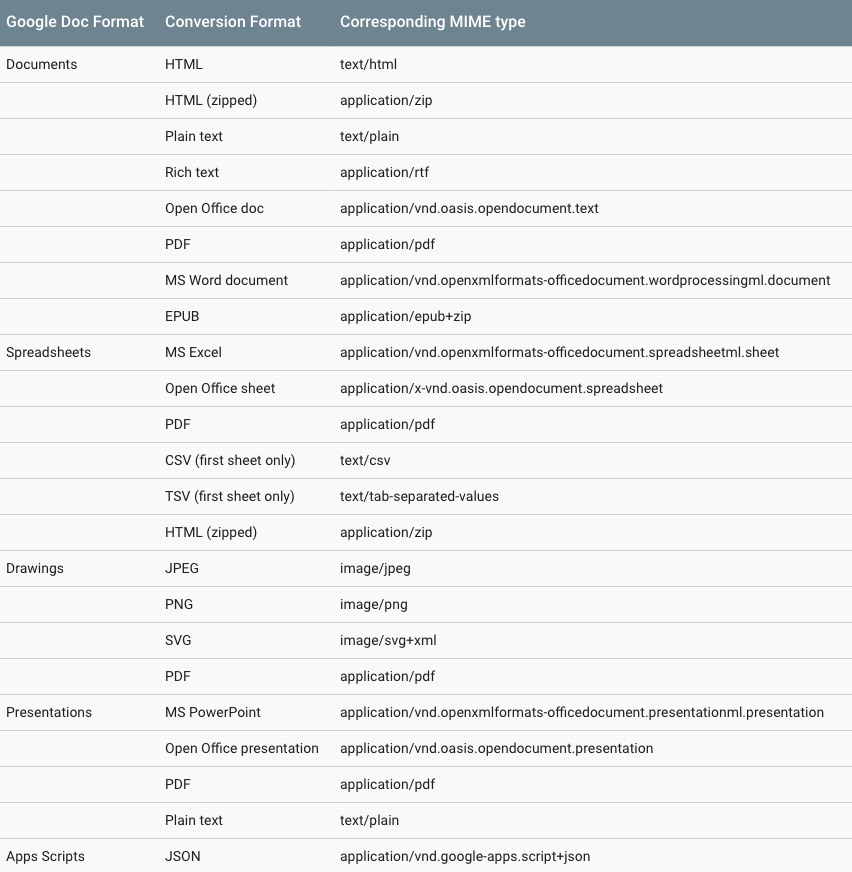 Google Doc Format Conversion Format Corresponding MIME type
Documents HTML text/html
HTML (zipped) application/zip
Plain text text/plain
Rich text application/rtf
Open Office doc application/vnd.oasis.opendocument.text
PDF application/pdf
MS Word document application/vnd.openxmlformats-officedocument.wordprocessingml.document
EPUB application/epub+zip
Spreadsheets MS Excel application/vnd.openxmlformats-officedocument.spreadsheetml.sheet
Open Office sheet application/x-vnd.oasis.opendocument.spreadsheet
PDF application/pdf
CSV (first sheet only) text/csv
TSV (first sheet only) text/tab-separated-values
HTML (zipped) application/zip
Drawings JPEG image/jpeg
PNG image/png
SVG image/svg+xml
PDF application/pdf
Presentations MS PowerPoint application/vnd.openxmlformats-officedocument.presentationml.presentation
Open Office presentation application/vnd.oasis.opendocument.presentation
PDF application/pdf
Plain text text/plain
Apps Scripts JSON application/vnd.google-apps.script+json